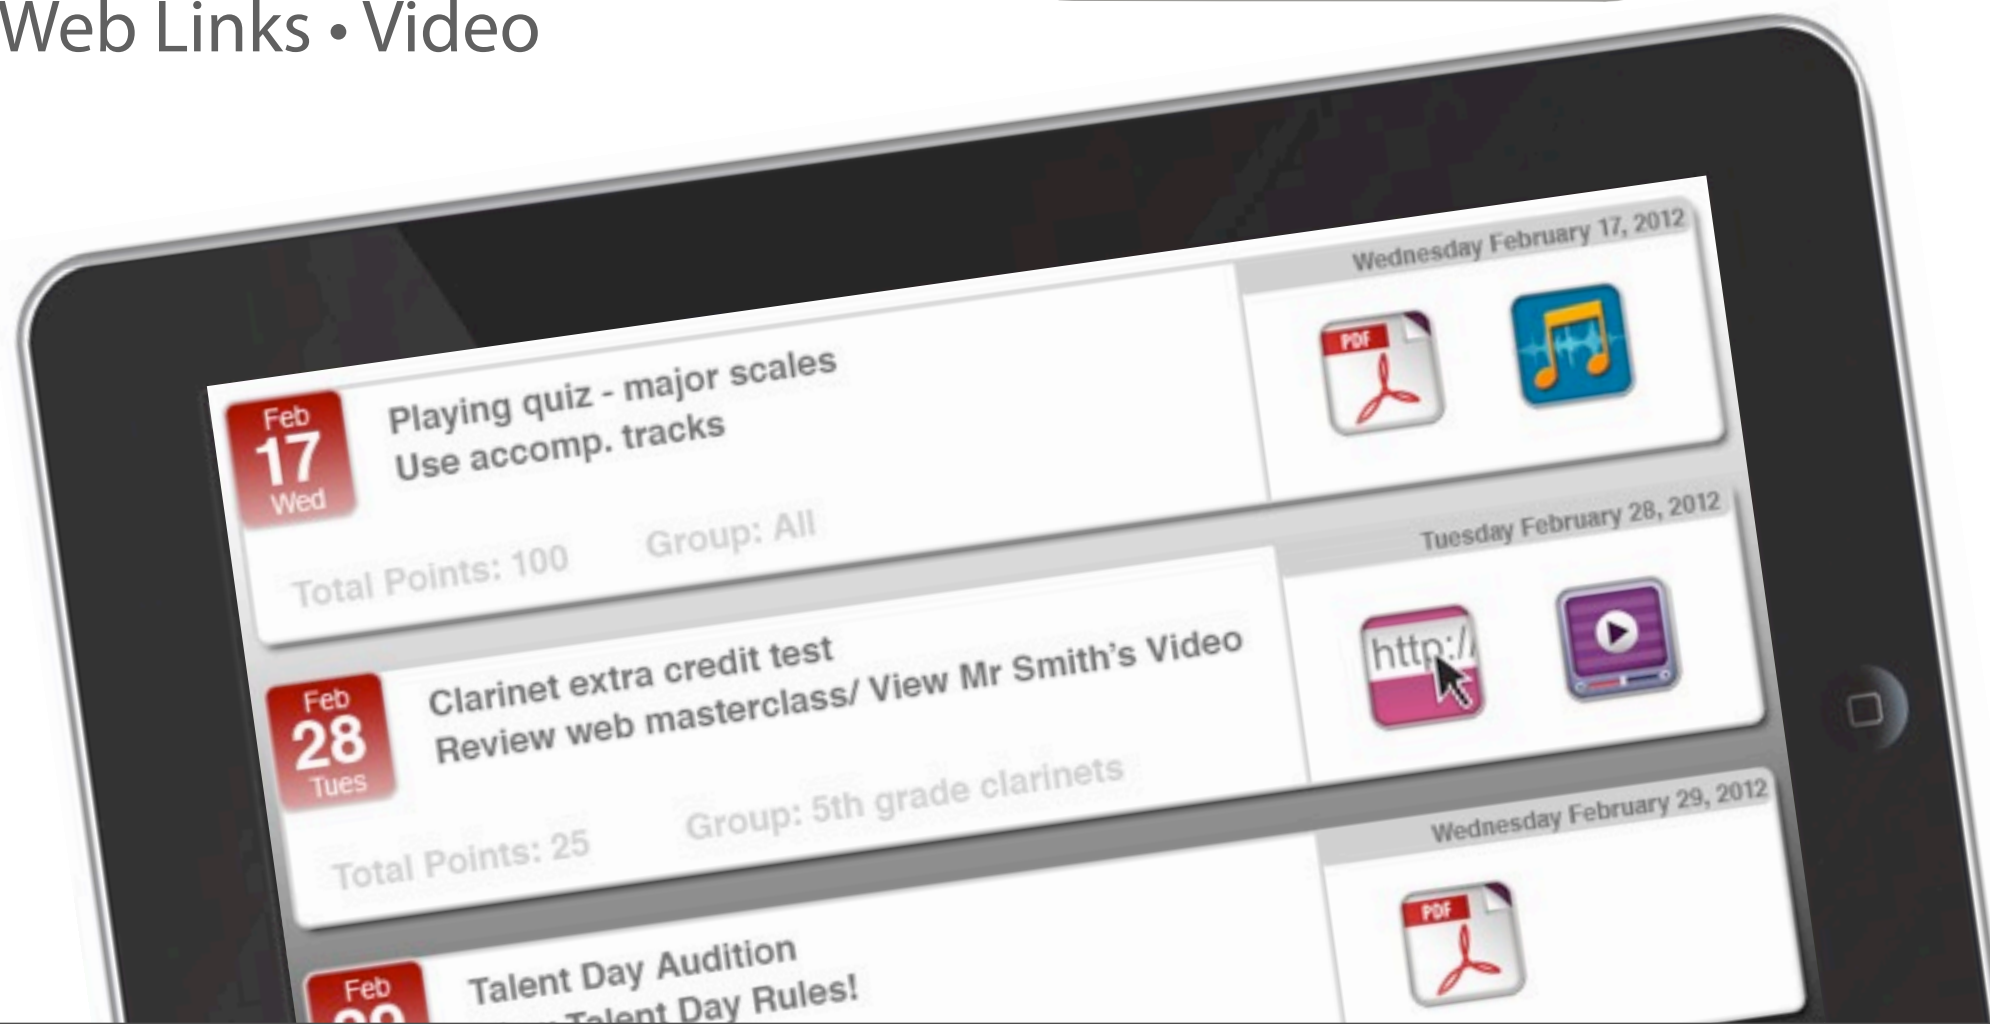 Web Links • Video
Wednesday February 17, 2012
Feb
17
Wed
Playing quiz - major scales
Use accomp. tracks
PDF
Total Points: 100
Group: All
Tuesday February 28, 2012
Feb
28
Tues
Clarinet extra credit test
Review web masterclass/ View Mr Smith's Video
http://
Total Points: 25
Group: 5th grade clarinets
Wednesday February 29, 2012
Feb
29
Talent Day Audition
Talent Day Rules!
PDF